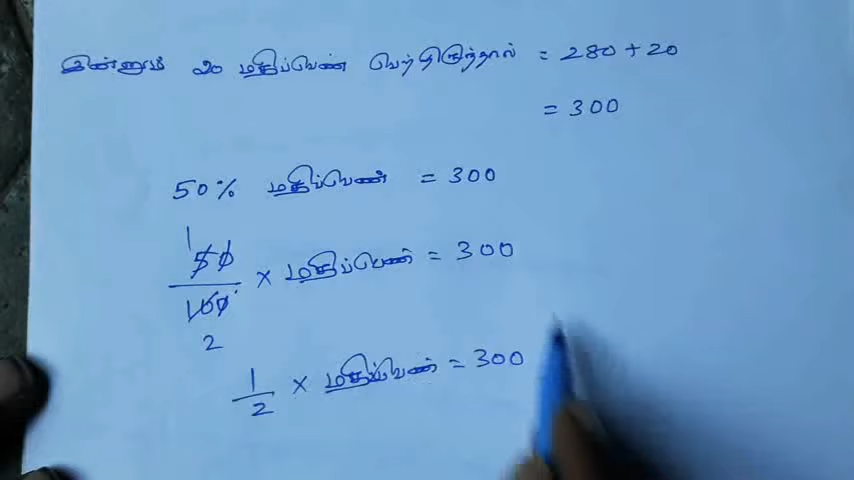 இன்னும் 20 மதிப்பெண் பெற்றிருந்தால் = 280 + 20
= 300
50% மதிப்பெண் = 300
1
50
100
2
× மதிப்பெண் = 300
1/2 × மதிப்பெண் = 300